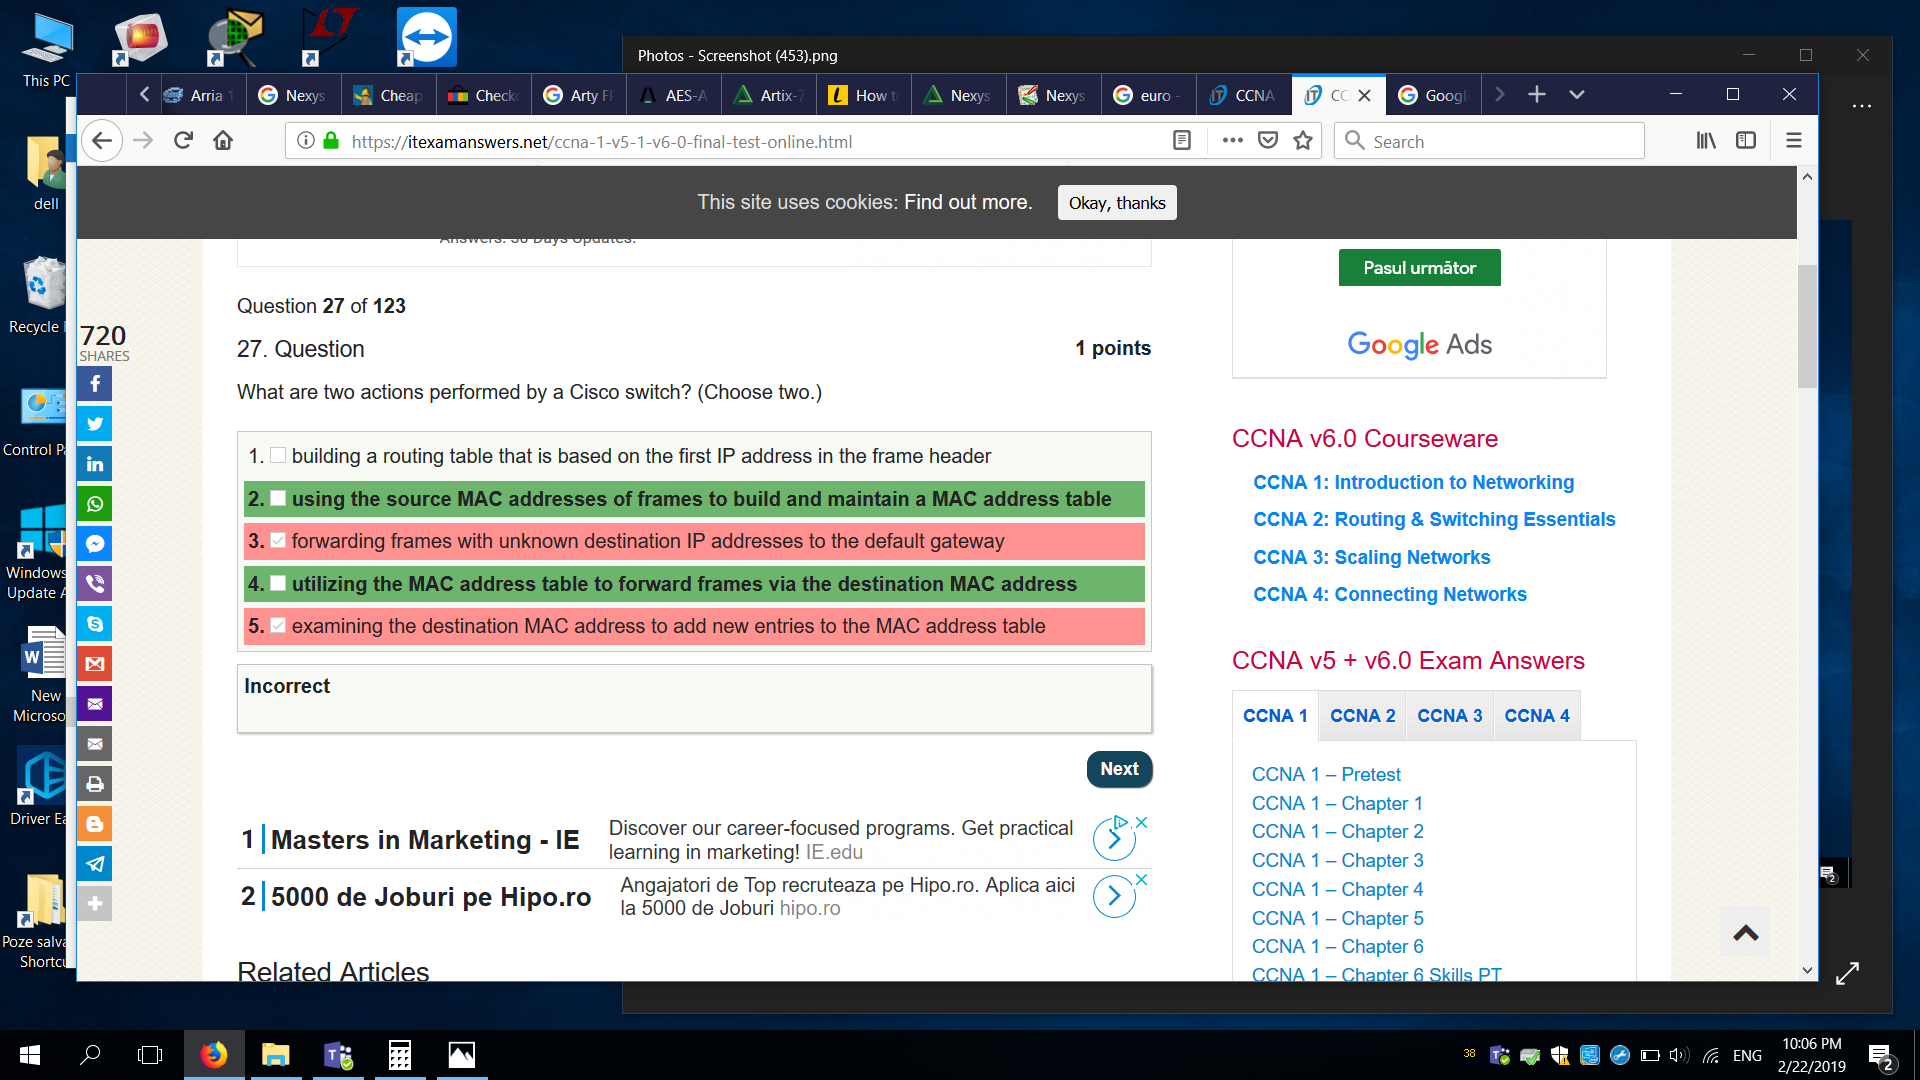 This PC
Photos - Screenshot (453).png
Arria
Nexys
Cheap
Check
Arty F
AES-A
Artix-7
How t
Nexys
Nexys
euro -
CCNA
CC
Googl
https://itexamanswers.net/ccna-1-v5-1-v6-0-final-test-online.html
Search
This site uses cookies: Find out more.
Okay, thanks
Pasul următor
Google Ads
dell
Recycle
Control Pa
Windows
Update A
New
Microso
Driver Ea
Poze salva
Shortcu
720
SHARES
Question 27 of 123
27. Question
1 points
What are two actions performed by a Cisco switch? (Choose two.)
1. building a routing table that is based on the first IP address in the frame header
2. using the source MAC addresses of frames to build and maintain a MAC address table
3. forwarding frames with unknown destination IP addresses to the default gateway
4. utilizing the MAC address table to forward frames via the destination MAC address
5. examining the destination MAC address to add new entries to the MAC address table
Incorrect
Next
1 Masters in Marketing - IE
Discover our career-focused programs. Get practical
learning in marketing! IE.edu
2 5000 de Joburi pe Hipo.ro
Angajatori de Top recruteaza pe Hipo.ro. Aplica aici
la 5000 de Joburi hipo.ro
Related Articles
CCNA v6.0 Courseware
CCNA 1: Introduction to Networking
CCNA 2: Routing & Switching Essentials
CCNA 3: Scaling Networks
CCNA 4: Connecting Networks
CCNA v5 + v6.0 Exam Answers
CCNA 1 CCNA 2 CCNA 3 CCNA 4
CCNA 1 – Pretest
CCNA 1 – Chapter 1
CCNA 1 – Chapter 2
CCNA 1 – Chapter 3
CCNA 1 – Chapter 4
CCNA 1 – Chapter 5
CCNA 1 – Chapter 6
CCNA 1 – Chapter 6 Skills PT
38
ENG
10:06 PM
2/22/2019
2